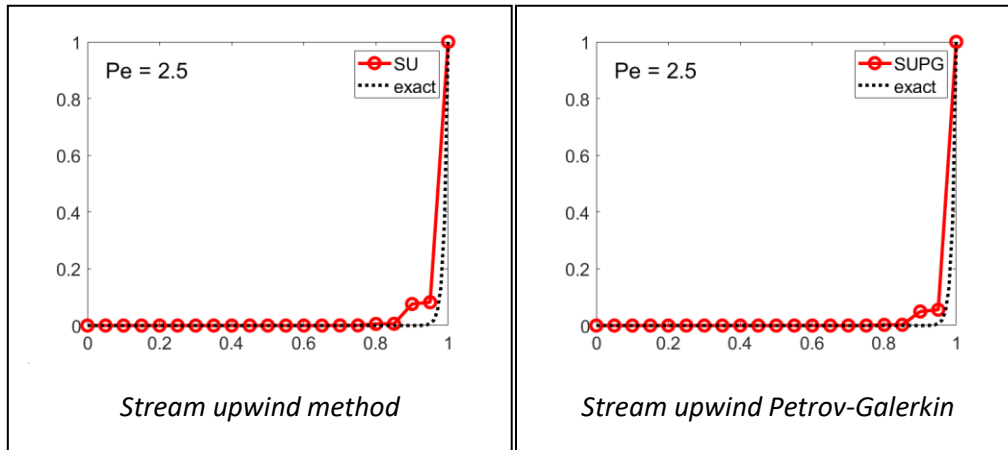 1
0.8
0.6
0.4
0.2
0
0 0.2 0.4 0.6 0.8 1
Pe = 2.5
SU
exact
Stream upwind method
1
0.8
0.6
0.4
0.2
0
0 0.2 0.4 0.6 0.8 1
Pe = 2.5
SUPG
exact
Stream upwind Petrov-Galerkin